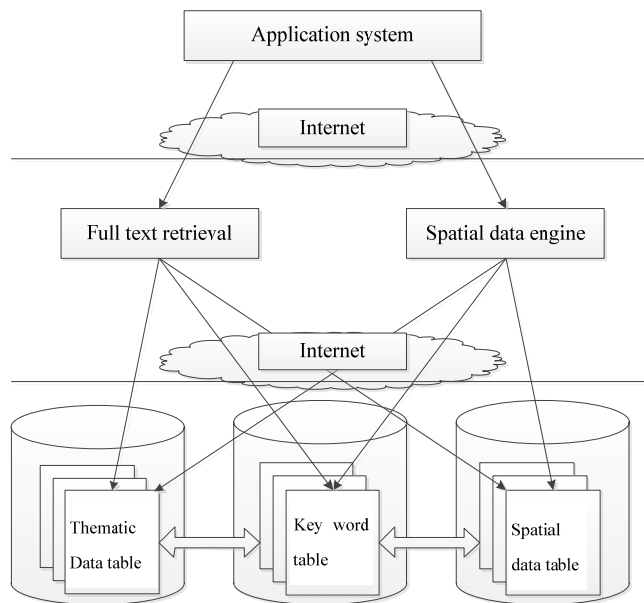 Application system
Internet
Full text retrieval
Spatial data engine
Internet
Thematic
Data table
Key word
table
Spatial
data table